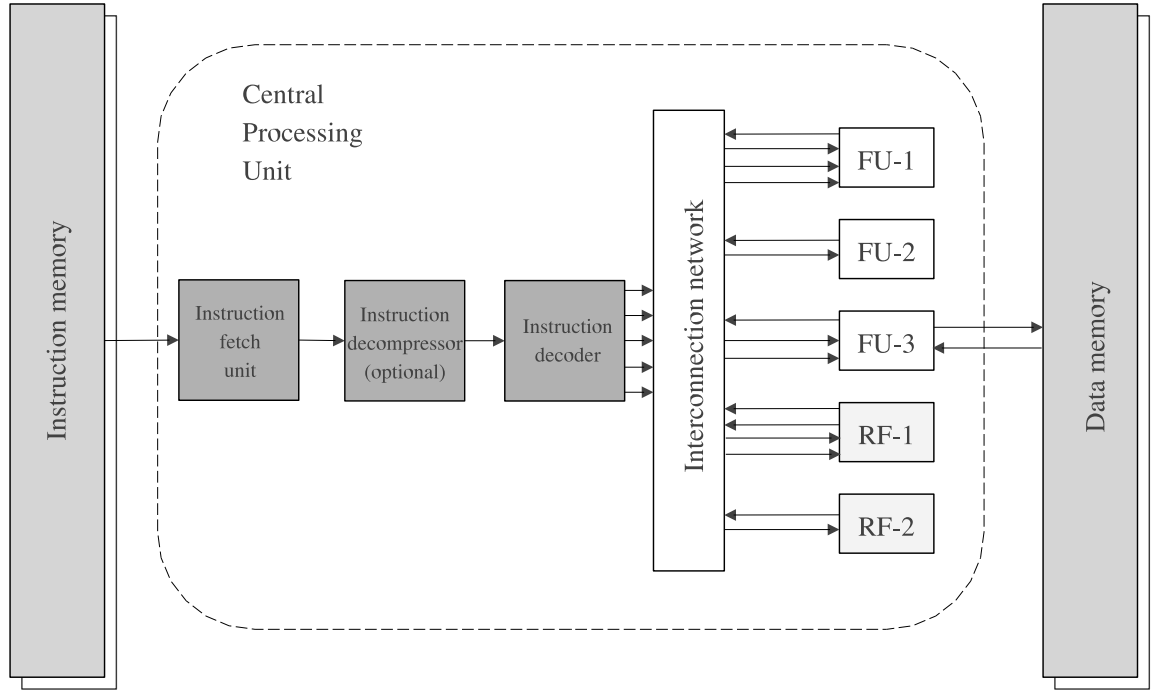 Instruction memory
Central
Processing
Unit
Instruction
fetch
unit
Instruction
decompressor
(optional)
Instruction
decoder
Interconnection network
FU-1
FU-2
FU-3
RF-1
RF-2
Data memory